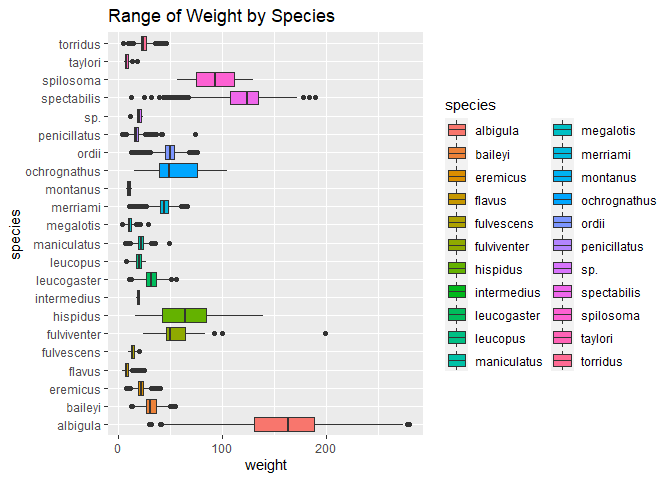 Range of Weight by Species
species
torridus
taylori
spilosoma
spectabilis
sp.
penicillatus
ordii
ochrognathus
montanus
merriami
megalotis
maniculatus
leucopus
leucogaster
intermedius
hispidus
fulviventer
fulvescens
flavus
eremicus
baileyi
albigula
0 100 200
weight
species
albigula megalotis
baileyi merriami
eremicus montanus
flavus ochrognathus
fulvescens ordii
fulviventer penicillatus
hispidus sp.
intermedius spectabilis
leucogaster spilosoma
leucopus taylori
maniculatus torridus